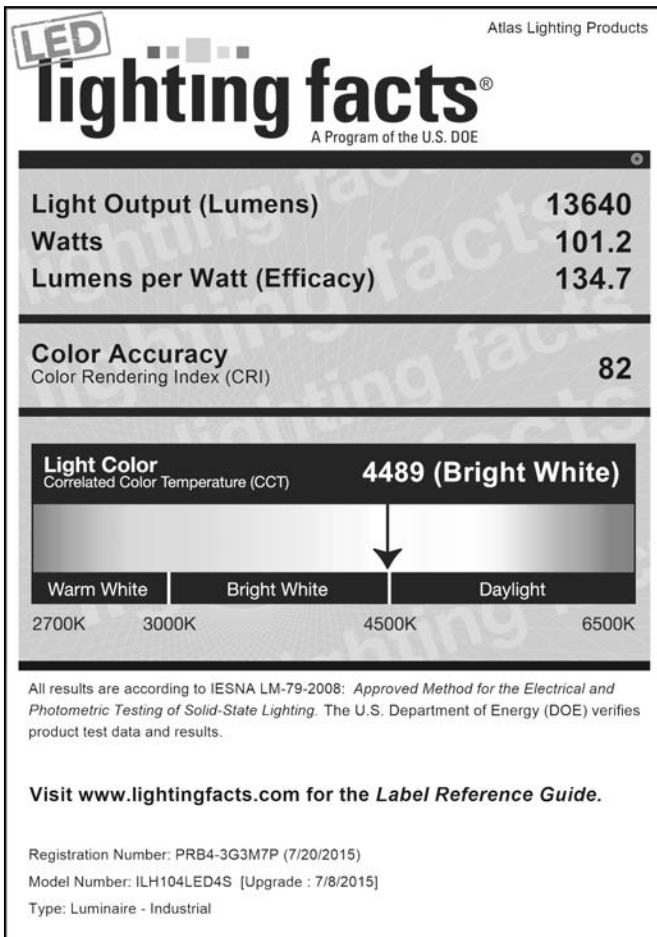 Atlas Lighting Products
LED
lighting facts®
A Program of the U.S. DOE
Light Output (Lumens) 13640
Watts 101.2
Lumens per Watt (Efficacy) 134.7
Color Accuracy
Color Rendering Index (CRI) 82
Light Color
Correlated Color Temperature (CCT) 4489 (Bright White)
Warm White Bright White Daylight
2700K 3000K 4500K 6500K
All results are according to IESNA LM-79-2008: Approved Method for the Electrical and
Photometric Testing of Solid-State Lighting. The U.S. Department of Energy (DOE) verifies
product test data and results.
Visit www.lightingfacts.com for the Label Reference Guide.
Registration Number: PRB4-3G3M7P (7/20/2015)
Model Number: ILH104LED4S [Upgrade : 7/8/2015]
Type: Luminaire - Industrial